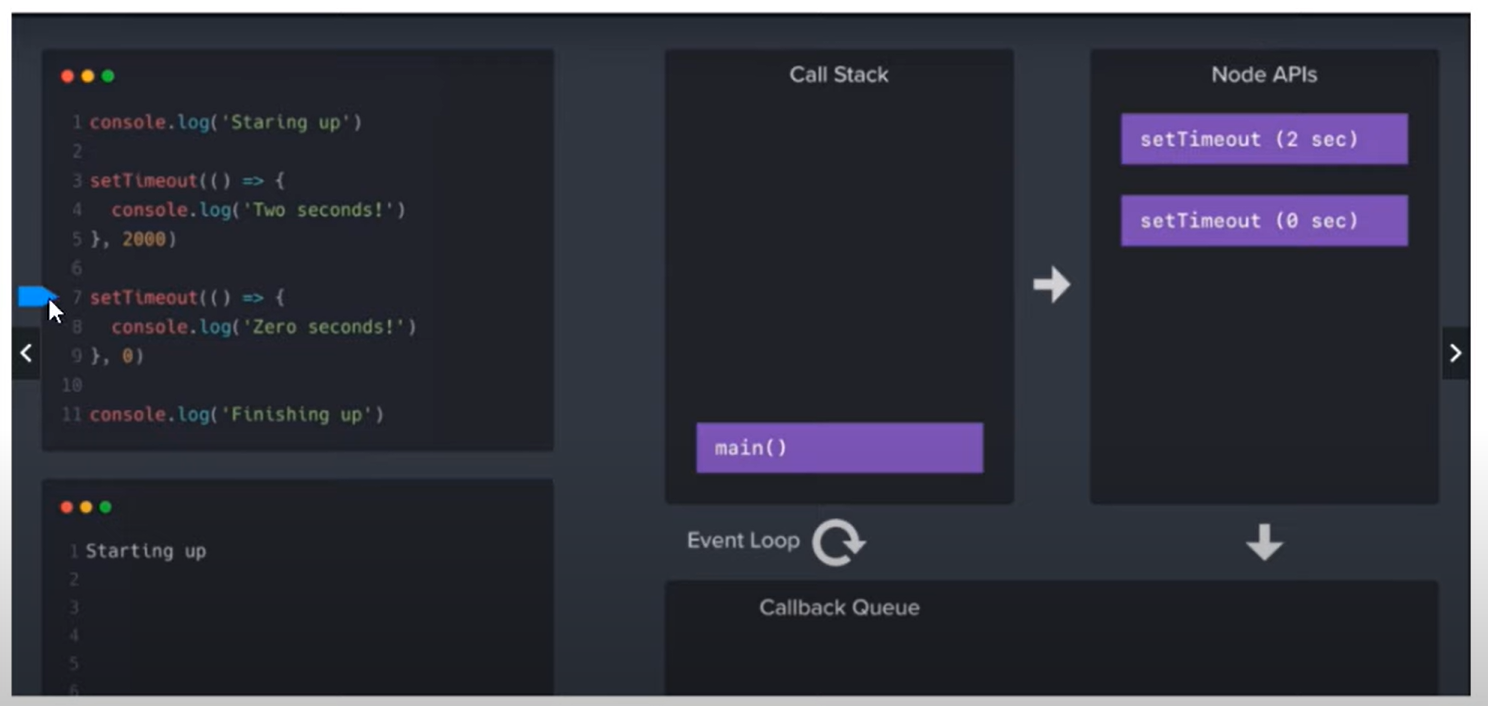 1 console.log('Staring up')
2
3 setTimeout(() => {
4 console.log('Two seconds!')
5 }, 2000)
6
7 setTimeout(() => {
8 console.log('Zero seconds!')
9 }, 0)
10
11 console.log('Finishing up')
1 Starting up
2
3
4
5
6
Call Stack
main()
Node APIs
setTimeout (2 sec)
setTimeout (0 sec)
Event Loop
Callback Queue